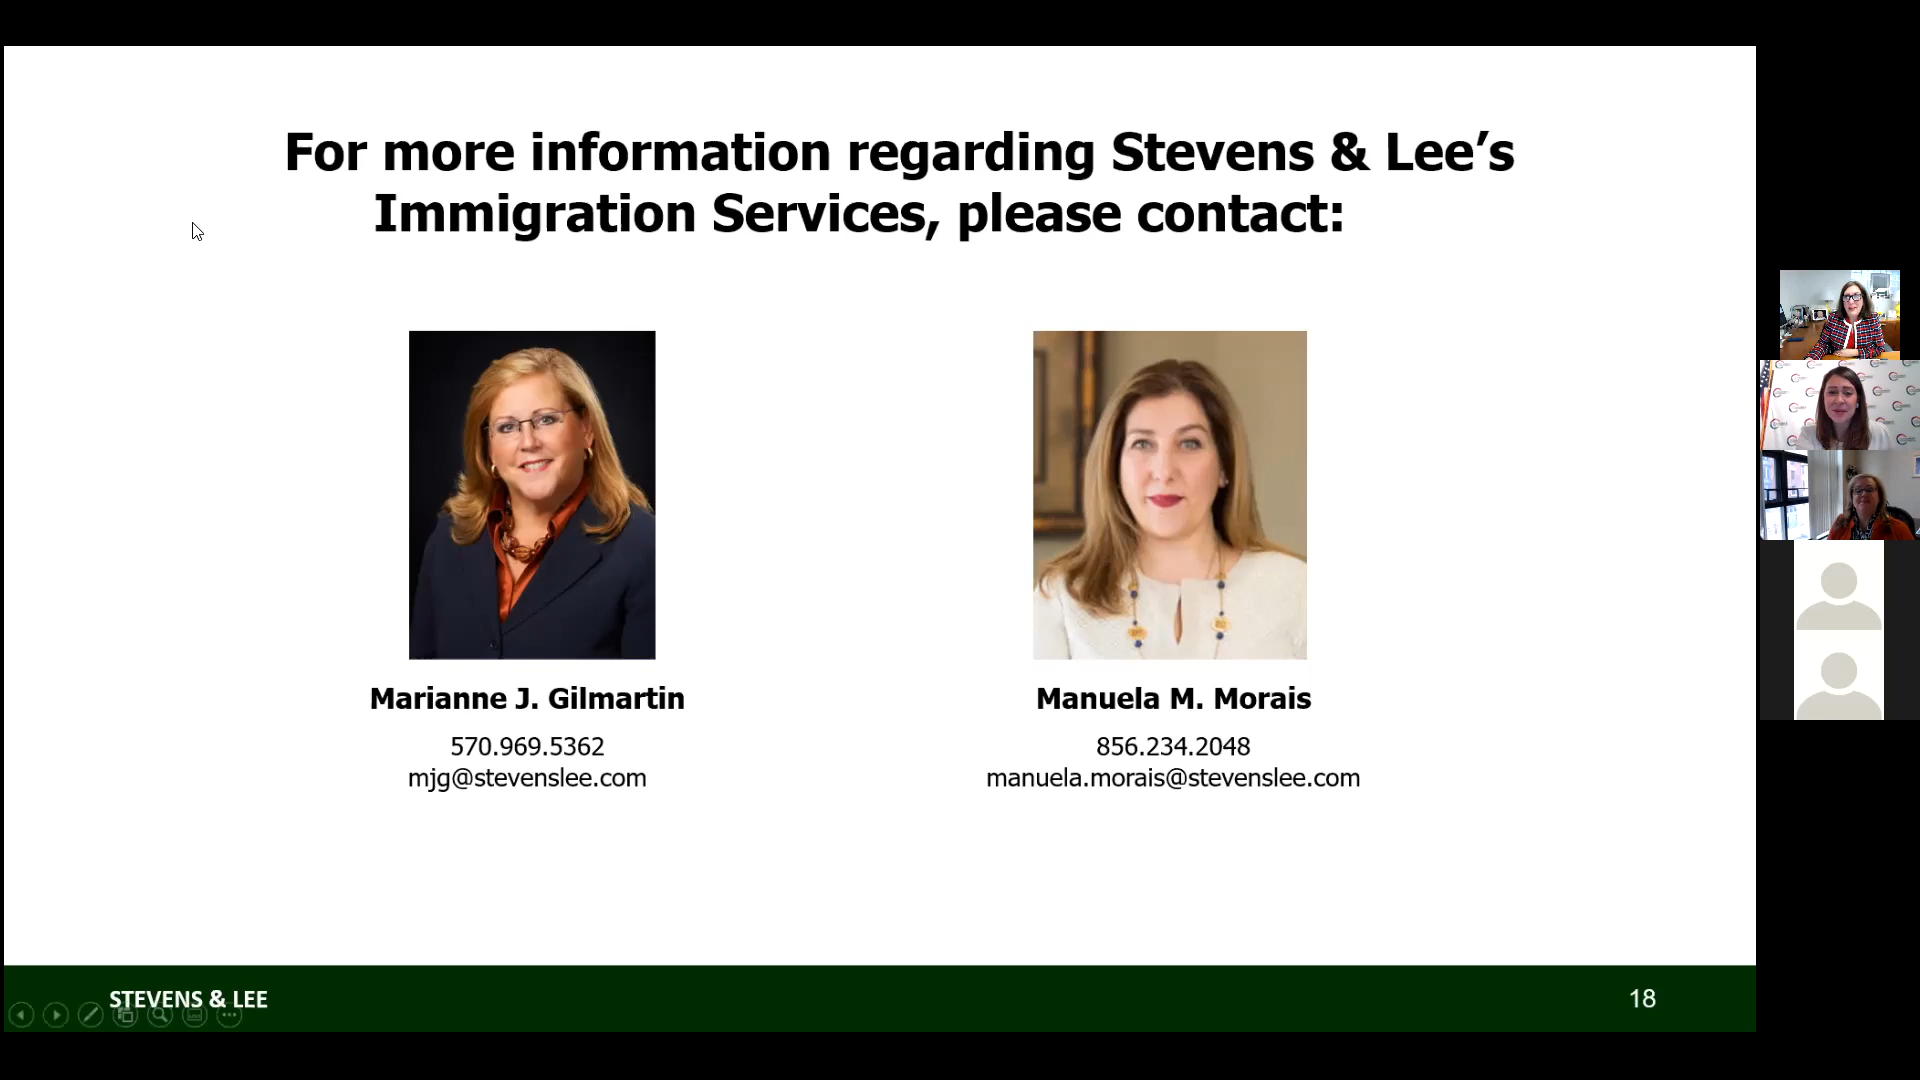 For more information regarding Stevens & Lee’s
Immigration Services, please contact:
Marianne J. Gilmartin
570.969.5362
mjg@stevenslee.com
Manuela M. Morais
856.234.2048
manuela.morais@stevenslee.com
STEVENS & LEE
18